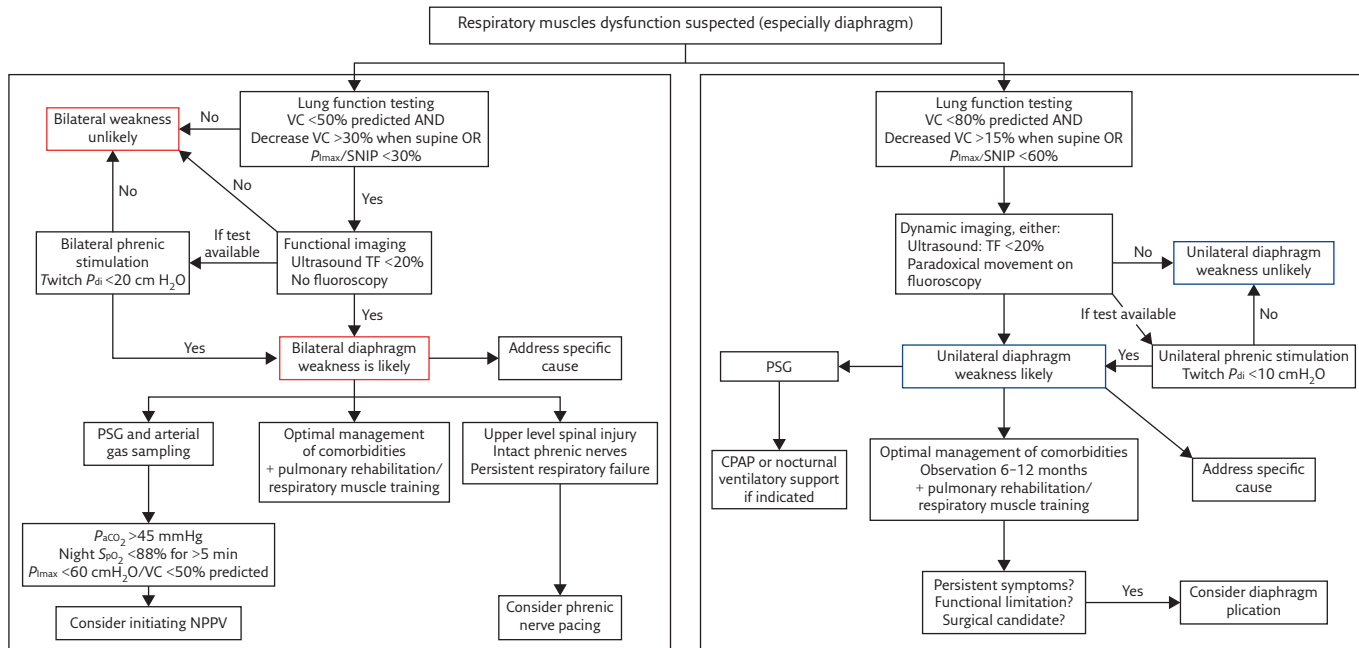 Respiratory muscles dysfunction suspected (especially diaphragm)
Lung function testing
VC <50% predicted AND
Decrease VC >30% when supine OR
PImax/SNIP <30%
No
Bilateral weakness
unlikely
No
No
Yes
Bilateral phrenic
stimulation
Twitch Pdi <20 cm H2O
If test
available
Functional imaging
Ultrasound TF <20%
No fluoroscopy
Yes
Yes
Bilateral diaphragm
weakness is likely
Address specific
cause
PSG and arterial
gas sampling
Optimal management
of comorbidities
+ pulmonary rehabilitation/
respiratory muscle training
Upper level spinal injury
Intact phrenic nerves
Persistent respiratory failure
PaCO2 >45 mmHg
Night SpO2 <88% for >5 min
PImax <60 cmH2O/VC <50% predicted
Consider initiating NPPV
Consider phrenic
nerve pacing
Lung function testing
VC <80% predicted AND
Decreased VC >15% when supine OR
PImax/SNIP <60%
Dynamic imaging, either:
Ultrasound: TF <20%
Paradoxical movement on
fluoroscopy
No
Unilateral diaphragm
weakness unlikely
If test available
No
Unilateral phrenic stimulation
Twitch Pdi <10 cmH2O
Yes
Unilateral diaphragm
weakness likely
PSG
CPAP or nocturnal
ventilatory support
if indicated
Optimal management of comorbidities
Observation 6–12 months
+ pulmonary rehabilitation/
respiratory muscle training
Address specific
cause
Persistent symptoms?
Functional limitation?
Surgical candidate?
Yes
Consider diaphragm
plication